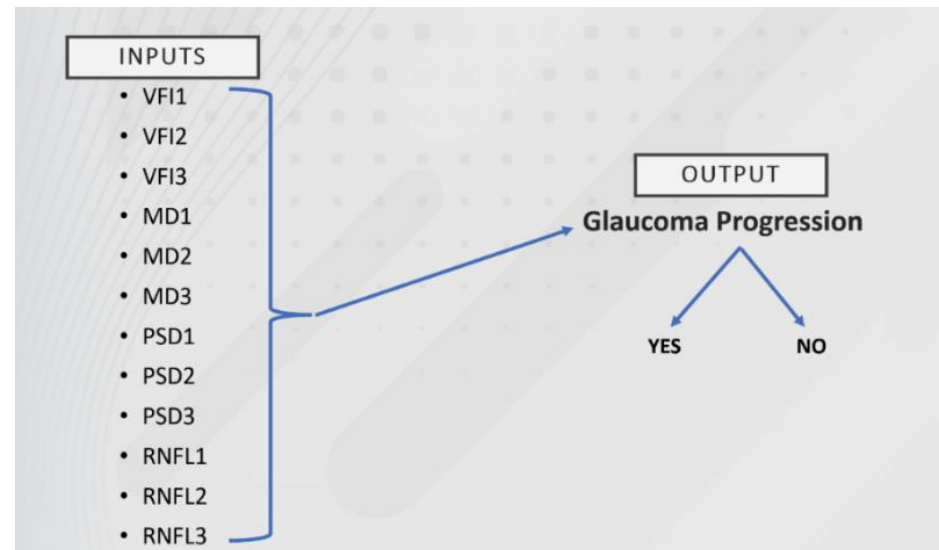 INPUTS
• VFI1
• VFI2
• VFI3
• MD1
• MD2
• MD3
• PSD1
• PSD2
• PSD3
• RNFL1
• RNFL2
• RNFL3
OUTPUT
Glaucoma Progression
YES NO